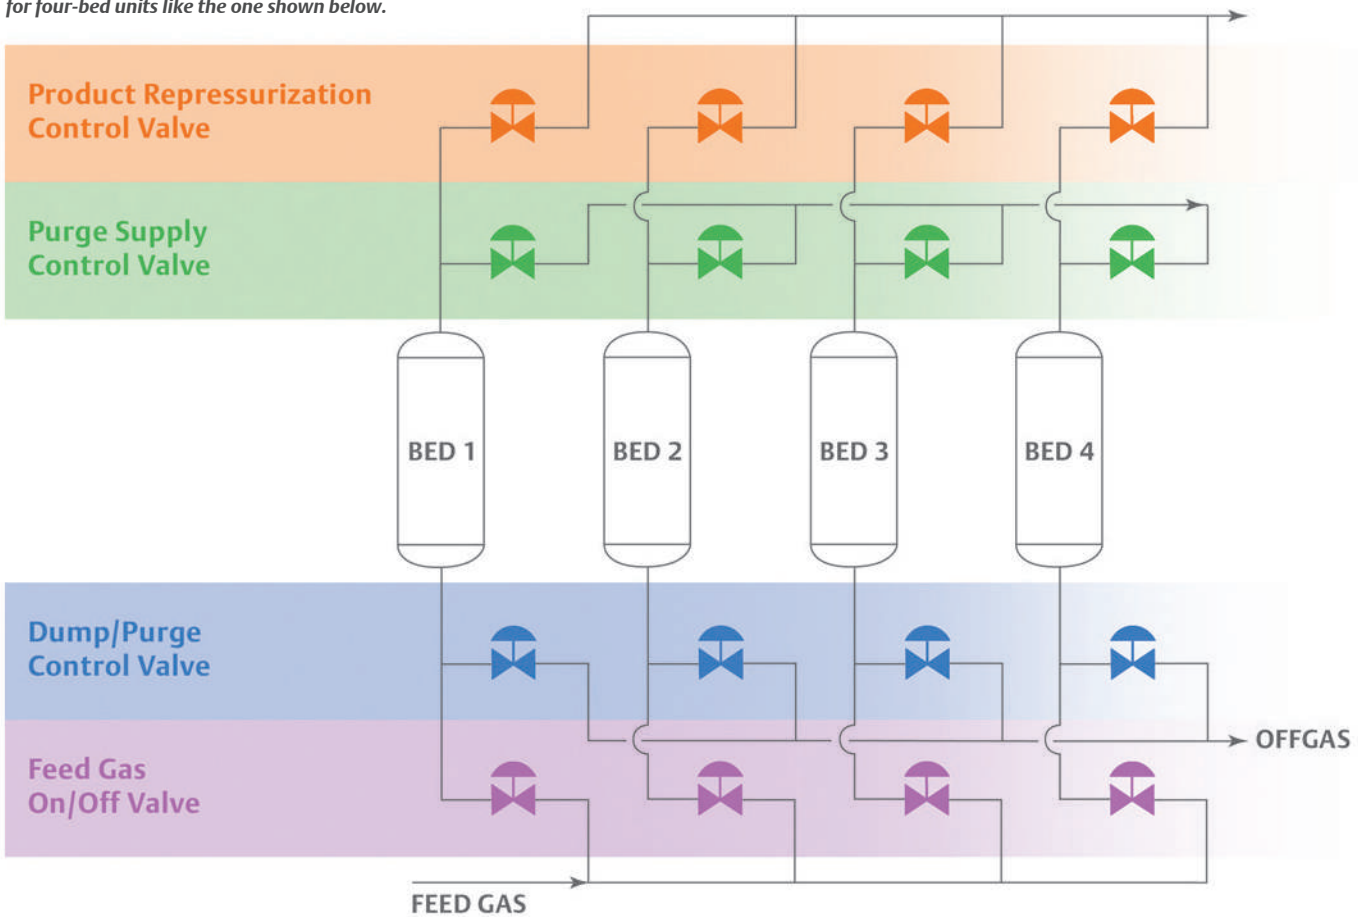 for four-bed units like the one shown below.
Product Repressurization
Control Valve
Purge Supply
Control Valve
BED 1
BED 2
BED 3
BED 4
Dump/Purge
Control Valve
OFFGAS
Feed Gas
On/Off Valve
FEED GAS